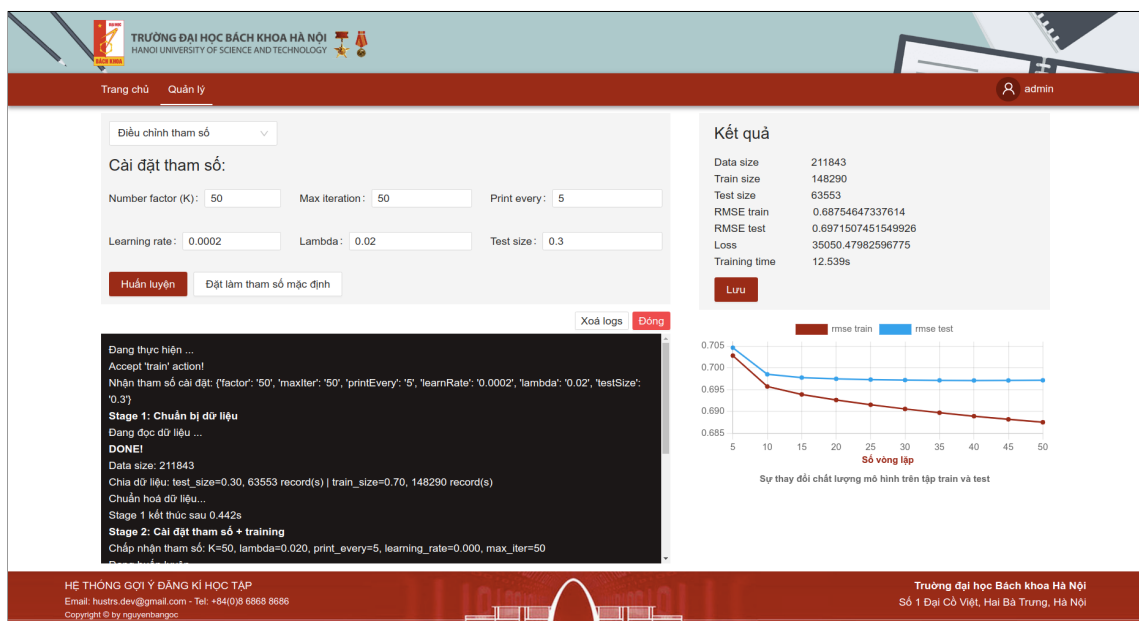 ĐẠI HỌC
BÁCH KHOA
TRƯỜNG ĐẠI HỌC BÁCH KHOA HÀ NỘI
HANOI UNIVERSITY OF SCIENCE AND TECHNOLOGY
Trang chủ Quản lý admin
Điều chỉnh tham số
Cài đặt tham số:
Number factor (K) : 50 Max iteration : 50 Print every : 5
Learning rate : 0.0002 Lambda : 0.02 Test size : 0.3
Huấn luyện Đặt làm tham số mặc định
Xoá logs Đóng
Đang thực hiện ...
Accept 'train' action!
Nhận tham số cài đặt: {'factor': '50', 'maxIter': '50', 'printEvery': '5', 'learnRate': '0.0002', 'lambda': '0.02', 'testSize':
'0.3'}
Stage 1: Chuẩn bị dữ liệu
Đang đọc dữ liệu ...
DONE!
Data size: 211843
Chia dữ liệu: test_size=0.30, 63553 record(s) | train_size=0.70, 148290 record(s)
Chuẩn hoá dữ liệu...
Stage 1 kết thúc sau 0.442s
Stage 2: Cài đặt tham số + training
Chấp nhận tham số: K=50, lambda=0.020, print_every=5, learning_rate=0.000, max_iter=50
Kết quả
Data size 211843
Train size 148290
Test size 63553
RMSE train 0.68754647337614
RMSE test 0.6971507451549926
Loss 35050.47982596775
Training time 12.539s
Lưu
rmse train rmse test
0.705
0.700
0.695
0.690
0.685
5 10 15 20 25 30 35 40 45 50
Số vòng lặp
Sự thay đổi chất lượng mô hình trên tập train và test
HỆ THỐNG GỢI Ý ĐĂNG KÍ HỌC TẬP
Email: hustrs.dev@gmail.com - Tel: +84(0)8 6868 8686
Copyright © by nguyenbangoc
Trường đại học Bách khoa Hà Nội
Số 1 Đại Cồ Việt, Hai Bà Trưng, Hà Nội